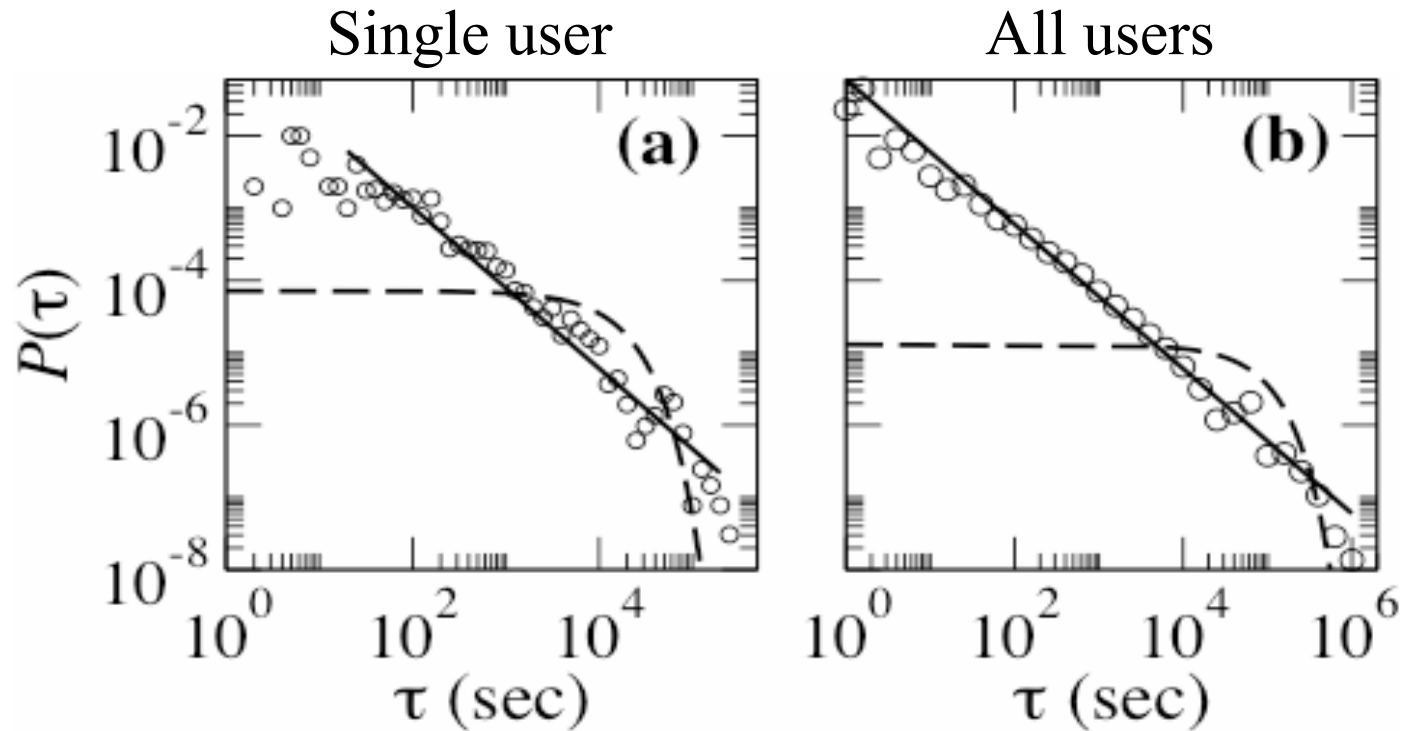 Single user
All users
(a)
(b)
P(τ)
10^-2
10^-4
10^-6
10^-8
10^0
10^2
10^4
10^0
10^2
10^4
10^6
τ (sec)
τ (sec)